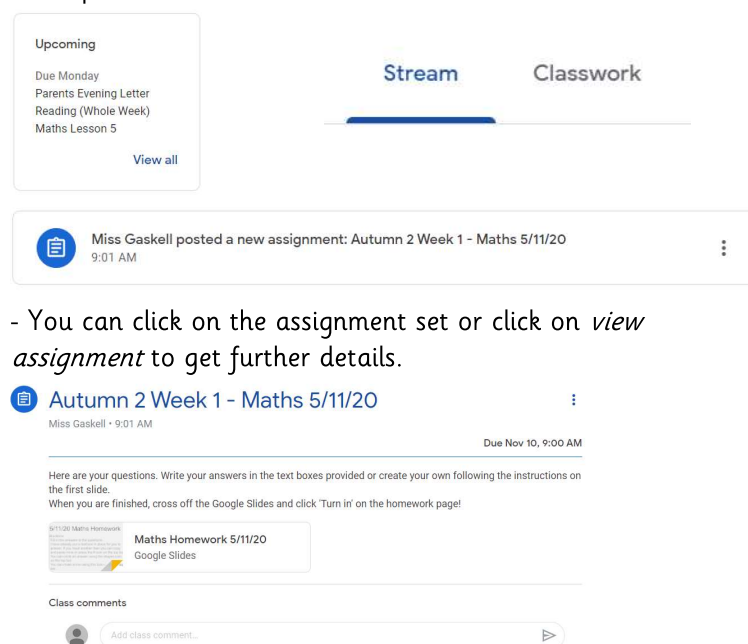 Upcoming
Due Monday
Parents Evening Letter
Reading (Whole Week)
Maths Lesson 5
View all
Stream Classwork
Miss Gaskell posted a new assignment: Autumn 2 Week 1 - Maths 5/11/20
9:01 AM
- You can click on the assignment set or click on view
assignment to get further details.
Autumn 2 Week 1 - Maths 5/11/20
Miss Gaskell • 9:01 AM
Due Nov 10, 9:00 AM
Here are your questions. Write your answers in the text boxes provided or create your own following the instructions on
the first slide.
When you are finished, cross off the Google Slides and click 'Turn in' on the homework page!
5/11/20 Maths Homework
Maths Homework 5/11/20
Google Slides
Class comments
Add class comment...